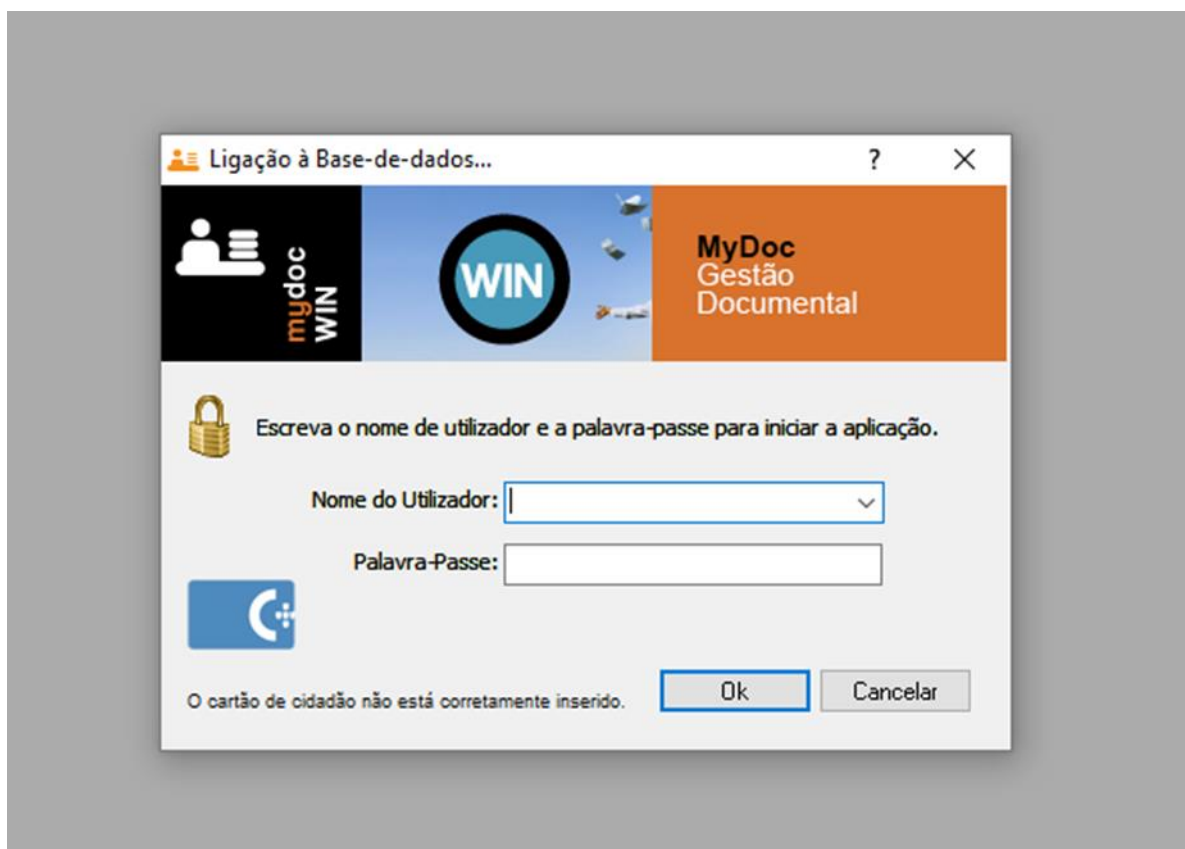 Ligação à Base-de-dados...
?
mydoc
WIN
WIN
MyDoc
Gestão
Documental
Escreva o nome de utilizador e a palavra-passe para iniciar a aplicação.
Nome do Utilizador:
Palavra-Passe:
O cartão de cidadão não está corretamente inserido.
Ok
Cancelar